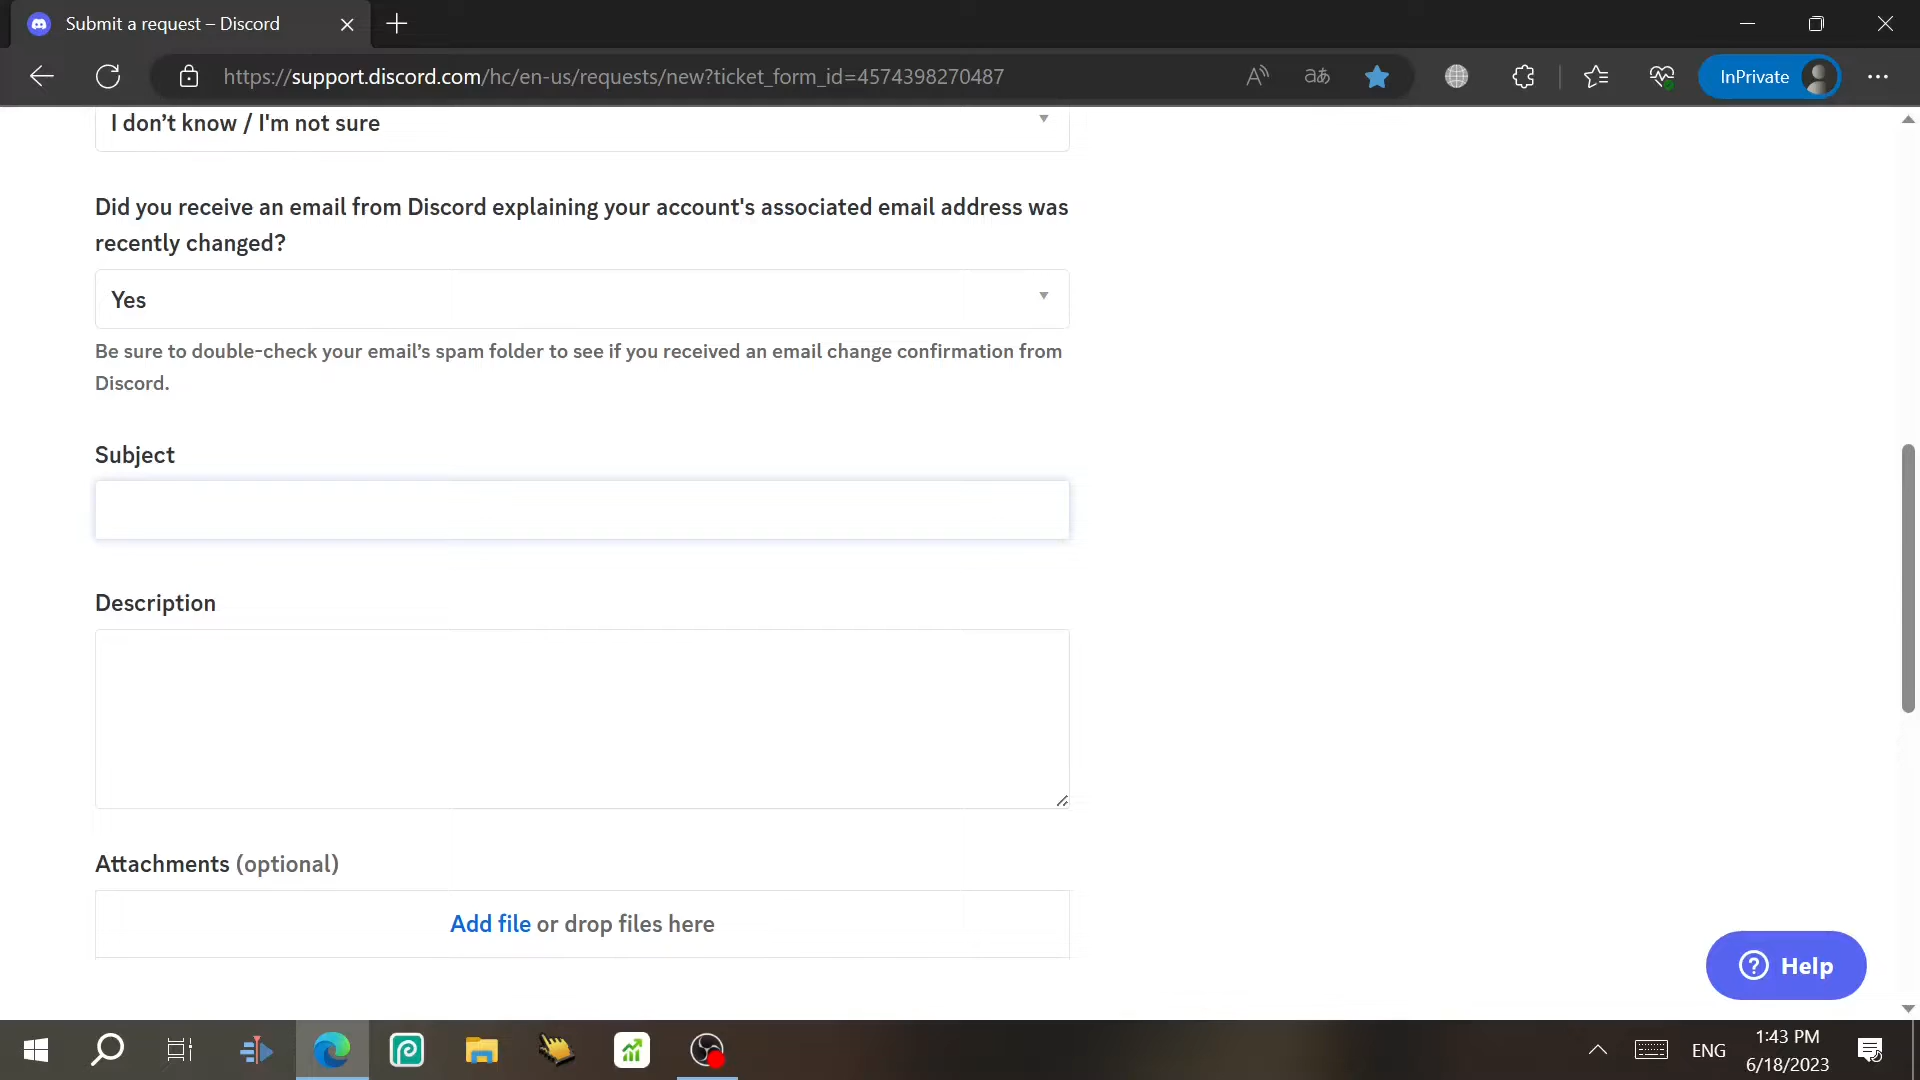 Submit a request – Discord
https://support.discord.com/hc/en-us/requests/new?ticket_form_id=4574398270487
InPrivate
I don’t know / I'm not sure
Did you receive an email from Discord explaining your account's associated email address was
recently changed?
Yes
Be sure to double-check your email’s spam folder to see if you received an email change confirmation from
Discord.
Subject
Description
Attachments (optional)
Add file or drop files here
Help
ENG
1:43 PM
6/18/2023